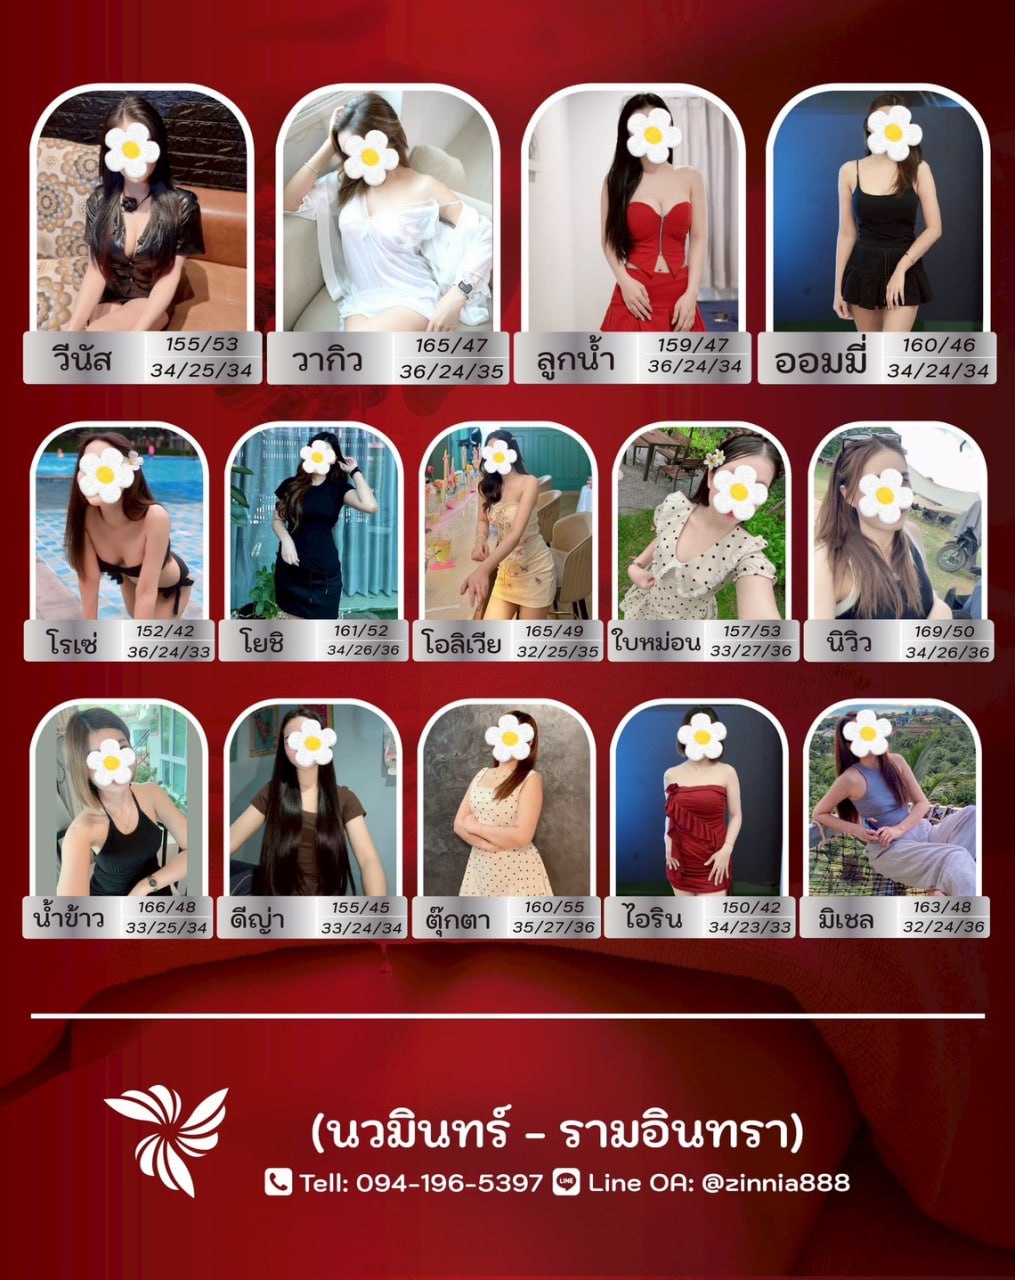 วีนัส 155/53 34/25/34
วากิว 165/47 36/24/35
ลูกน้ำ 159/47 36/24/34
ออมมี่ 160/46 34/24/34
โรเซ่ 152/42 36/24/33
โยชิ 161/52 34/26/36
โอลิเวีย 165/49 32/25/35
ใบหม่อน 157/53 33/27/36
นิวิว 169/50 34/26/36
น้ำข้าว 166/48 33/25/34
ดีญ่า 155/45 33/24/34
ตุ๊กตา 160/55 35/27/36
ไอริน 150/42 34/23/33
มิเชล 163/48 32/24/36
(นวมินทร์ - รามอินทรา)
Tell: 094-196-5397 LINE Line OA: @zinnia888